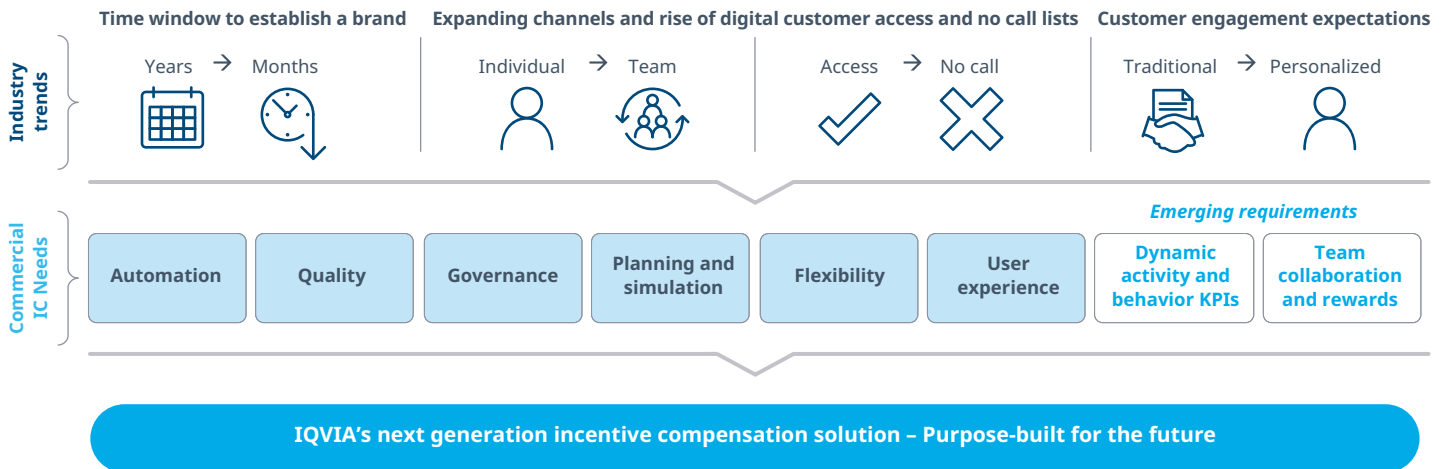 Time window to establish a brand
Expanding channels and rise of digital customer access and no call lists
Customer engagement expectations
Industry
trends
Years → Months
Individual → Team
Access → No call
Traditional → Personalized
Commercial
IC Needs
Emerging requirements
Automation
Quality
Governance
Planning and
simulation
Flexibility
User
experience
Dynamic
activity and
behavior KPIs
Team
collaboration
and rewards
IQVIA’s next generation incentive compensation solution – Purpose-built for the future